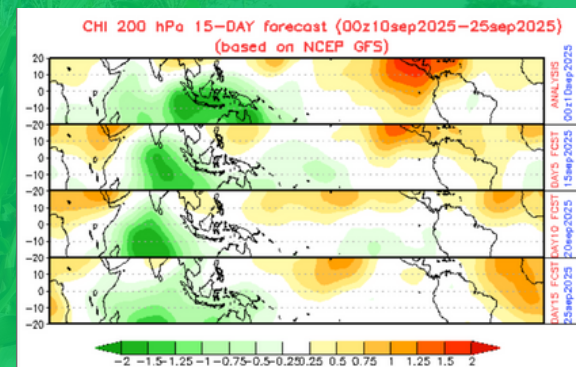 CHI 200 hPa 15-DAY forecast (00z10sep2025-25sep2025)
(based on NCEP GFS)
20
10
0
-10
-20
ANALYSIS
00z10sep2025
20
10
0
-10
-20
DAY5 FCST
15sep2025
20
10
0
-10
-20
DAY10 FCST
20sep2025
20
10
0
-10
-20
DAY15 FCST
25sep2025
-2 -1.5 -1.25 -1 -0.75 -0.5 -0.25 0.25 0.5 0.75 1 1.25 1.5 2